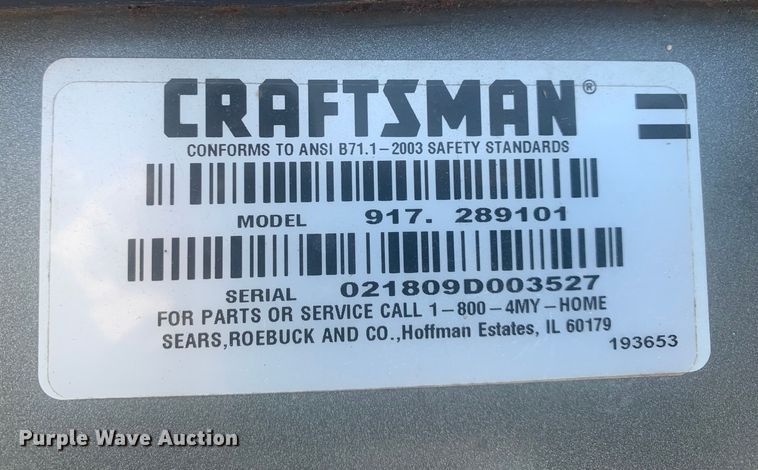 CRAFTSMAN®
CONFORMS TO ANSI B71.1–2003 SAFETY STANDARDS
MODEL 917. 289101
SERIAL 021809D003527
FOR PARTS OR SERVICE CALL 1–800–4MY–HOME
SEARS,ROEBUCK AND CO.,Hoffman Estates, IL 60179
193653
Purple Wave Auction